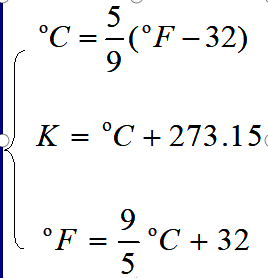 °C = 5/9 (°F − 32)
K = °C + 273.15
°F = 9/5 °C + 32